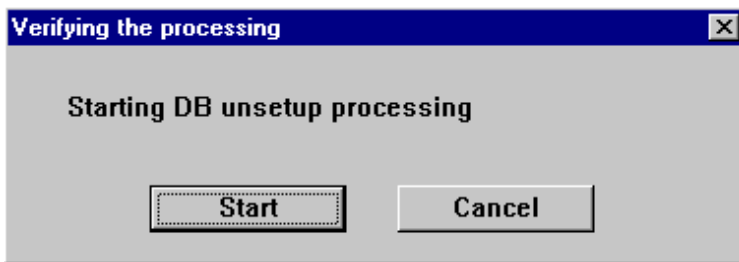 Verifying the processing
Starting DB unsetup processing
Start Cancel